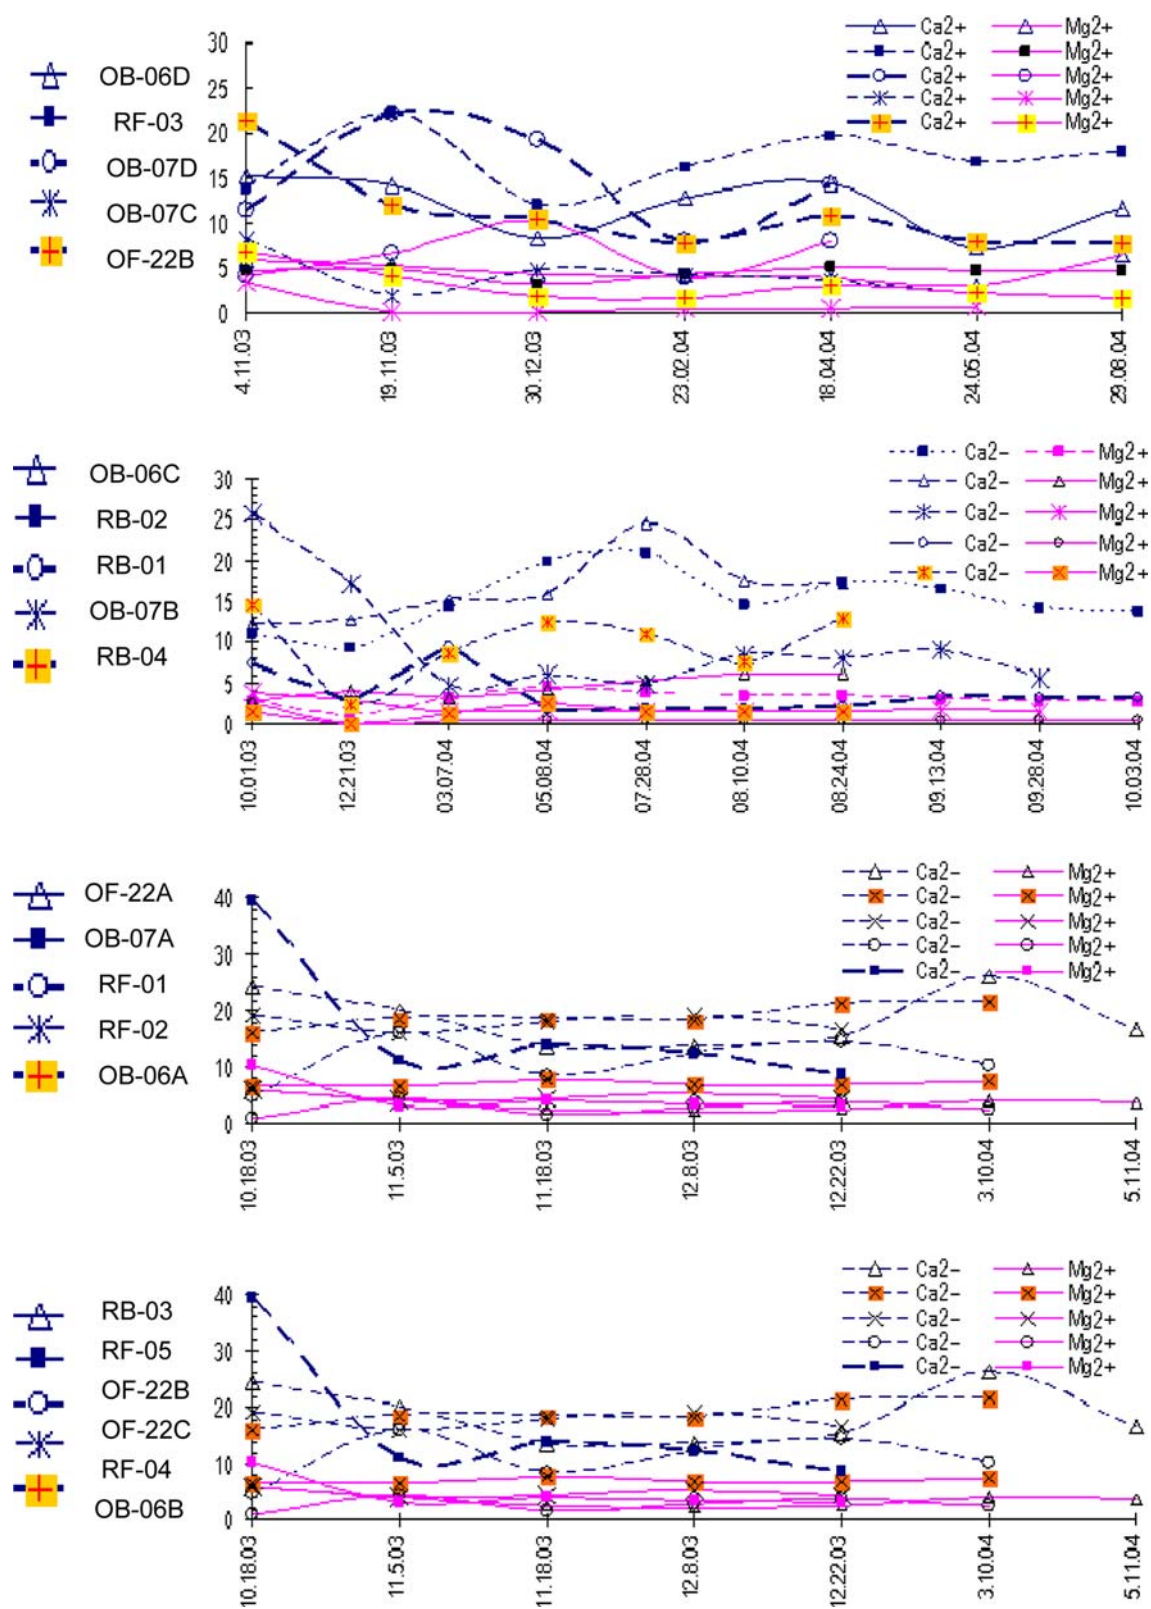 30
25
20
15
10
5
0
OB-06D
RF-03
OB-07D
OB-07C
OF-22B
Ca2+ Mg2+
Ca2+ Mg2+
Ca2+ Mg2+
Ca2+ Mg2+
Ca2+ Mg2+
4.11.03 19.11.03 30.12.03 23.02.04 18.04.04 24.05.04 29.08.04
30
25
20
15
10
5
0
OB-06C
RB-02
RB-01
OB-07B
RB-04
Ca2- Mg2+
Ca2- Mg2+
Ca2- Mg2+
Ca2- Mg2+
Ca2- Mg2+
10.01.03 12.21.03 03.07.04 05.08.04 07.28.04 08.10.04 08.24.04 09.13.04 09.28.04 10.03.04
40
30
20
10
0
OF-22A
OB-07A
RF-01
RF-02
OB-06A
Ca2- Mg2+
Ca2- Mg2+
Ca2- Mg2+
Ca2- Mg2+
Ca2- Mg2+
10.18.03 11.5.03 11.18.03 12.8.03 12.22.03 3.10.04 5.11.04
40
30
20
10
0
RB-03
RF-05
OF-22B
OF-22C
RF-04
OB-06B
Ca2- Mg2+
Ca2- Mg2+
Ca2- Mg2+
Ca2- Mg2+
Ca2- Mg2+
10.18.03 11.5.03 11.18.03 12.8.03 12.22.03 3.10.04 5.11.04